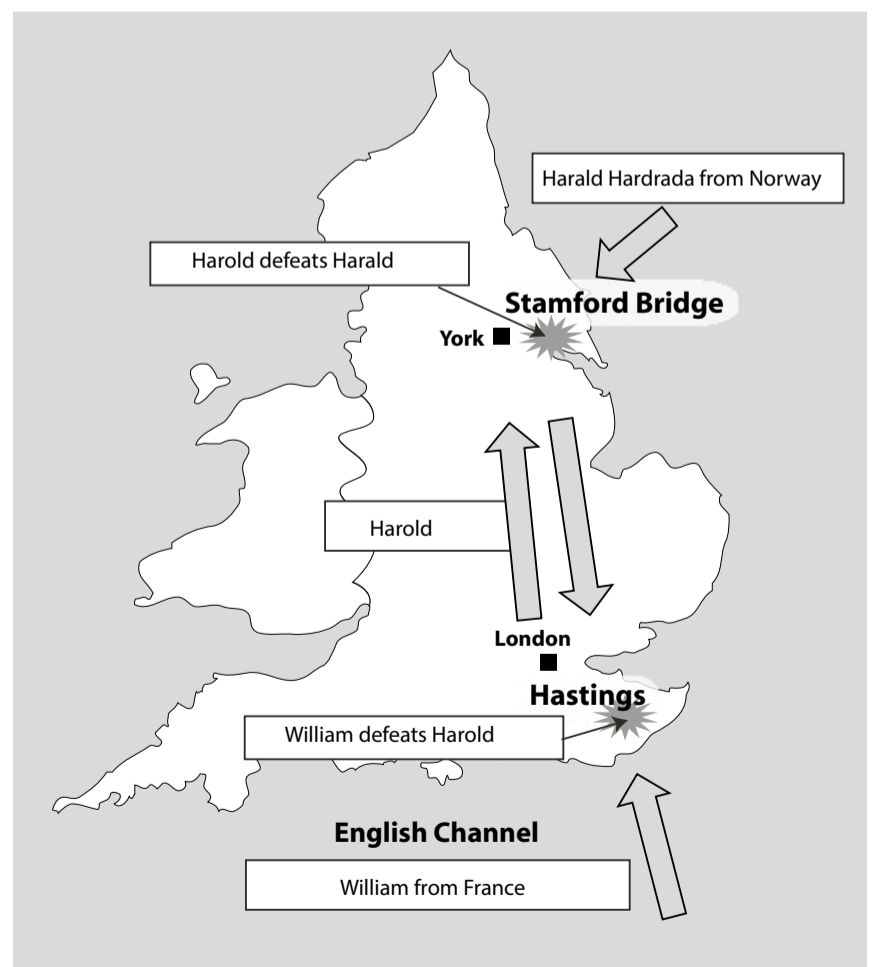 Harald Hardrada from Norway
Harold defeats Harald
Stamford Bridge
York
Harold
London
Hastings
William defeats Harold
English Channel
William from France